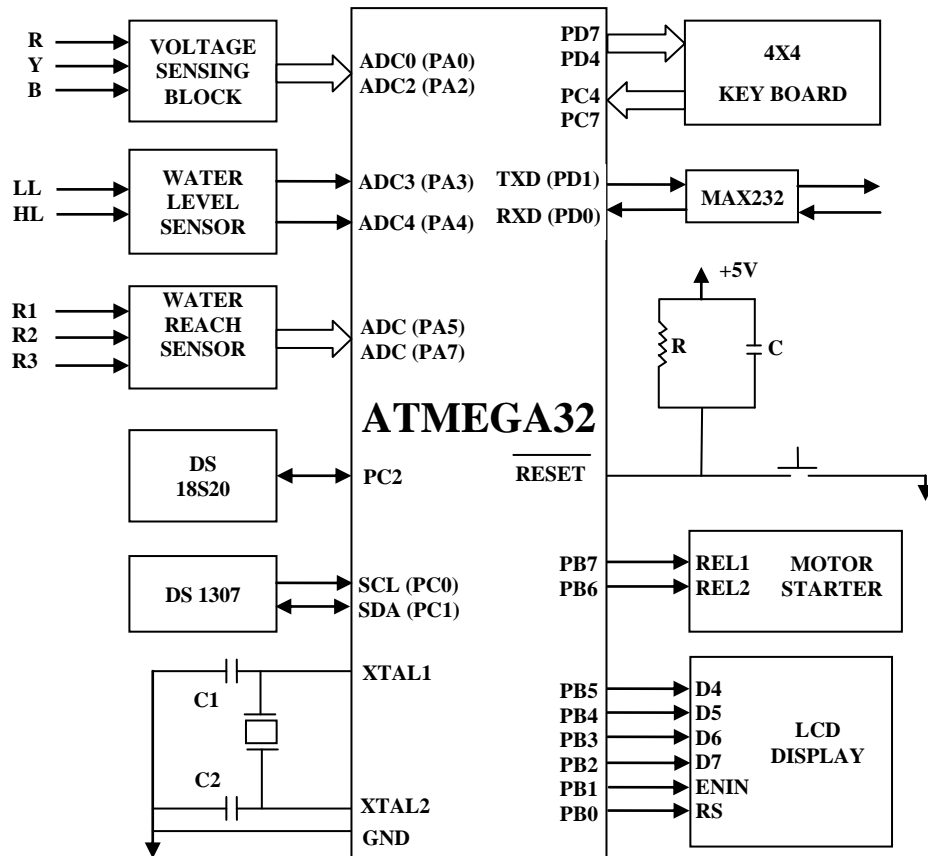 R
Y
B
VOLTAGE
SENSING
BLOCK
ADC0 (PA0)
ADC2 (PA2)
LL
HL
WATER
LEVEL
SENSOR
ADC3 (PA3)
ADC4 (PA4)
R1
R2
R3
WATER
REACH
SENSOR
ADC (PA5)
ADC (PA7)
ATMEGA32
DS
18S20
PC2
DS 1307
SCL (PC0)
SDA (PC1)
C1
C2
XTAL1
XTAL2
GND
PD7
PD4
PC4
PC7
4X4
KEY BOARD
TXD (PD1)
RXD (PD0)
MAX232
+5V
R
C
RESET
PB7
PB6
REL1
REL2
MOTOR
STARTER
PB5
PB4
PB3
PB2
PB1
PB0
D4
D5
D6
D7
ENIN
RS
LCD
DISPLAY